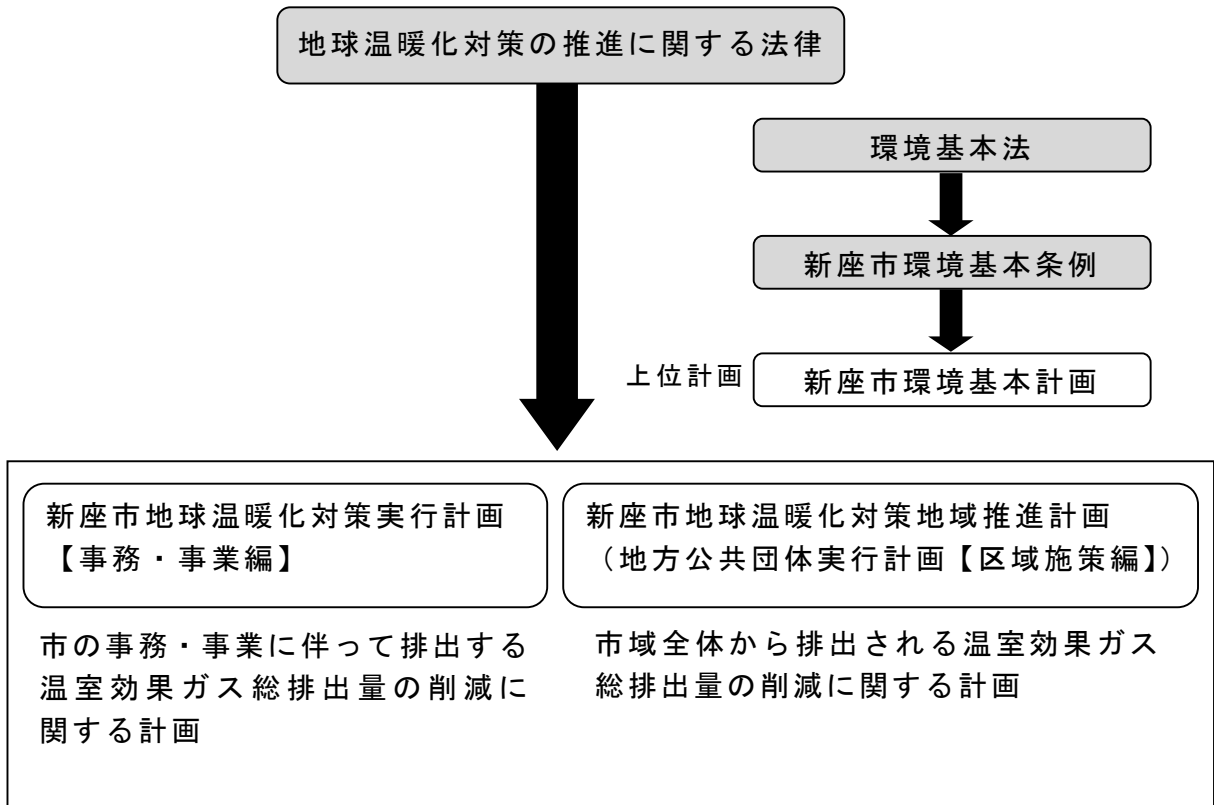 地球温暖化対策の推進に関する法律
環境基本法
新座市環境基本条例
上位計画
新座市環境基本計画
新座市地球温暖化対策実行計画
【事務・事業編】
新座市地球温暖化対策地域推進計画
（地方公共団体実行計画【区域施策編】）
市の事務・事業に伴って排出する
温室効果ガス総排出量の削減に
関する計画
市域全体から排出される温室効果ガス
総排出量の削減に関する計画